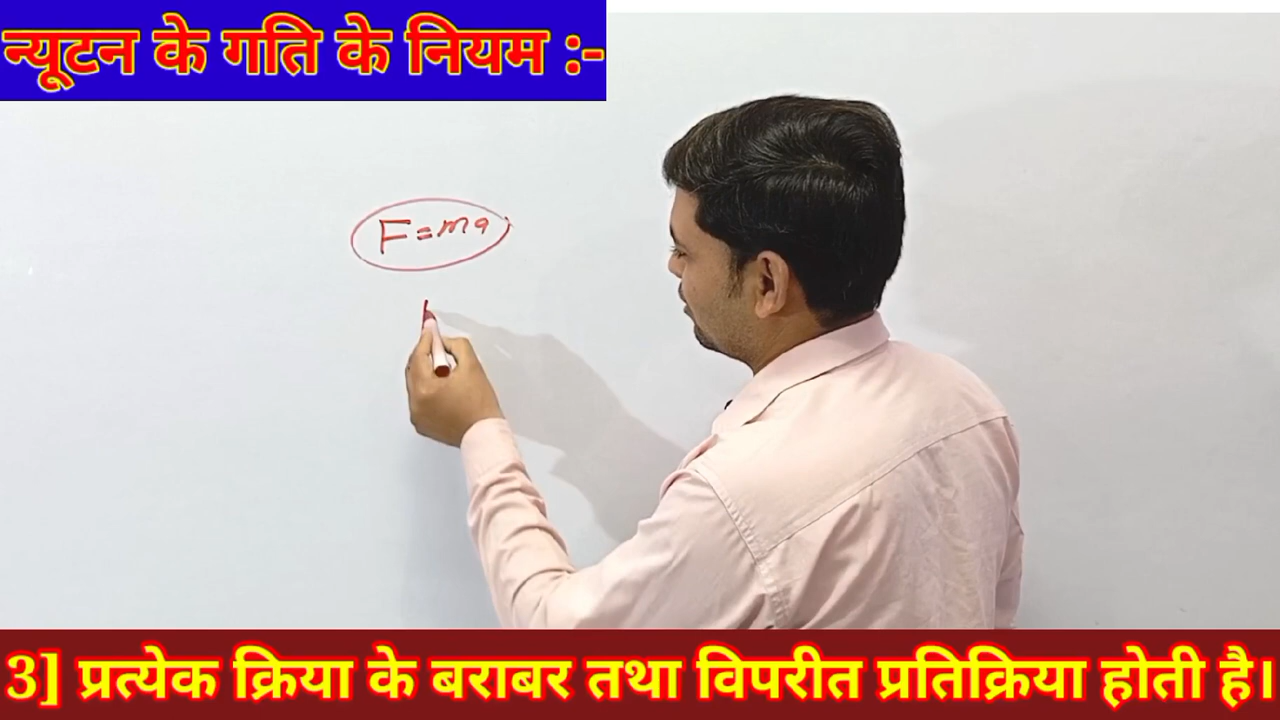 न्यूटन के गति के नियम :-
F=ma
3] प्रत्येक क्रिया के बराबर तथा विपरीत प्रतिक्रिया होती है।